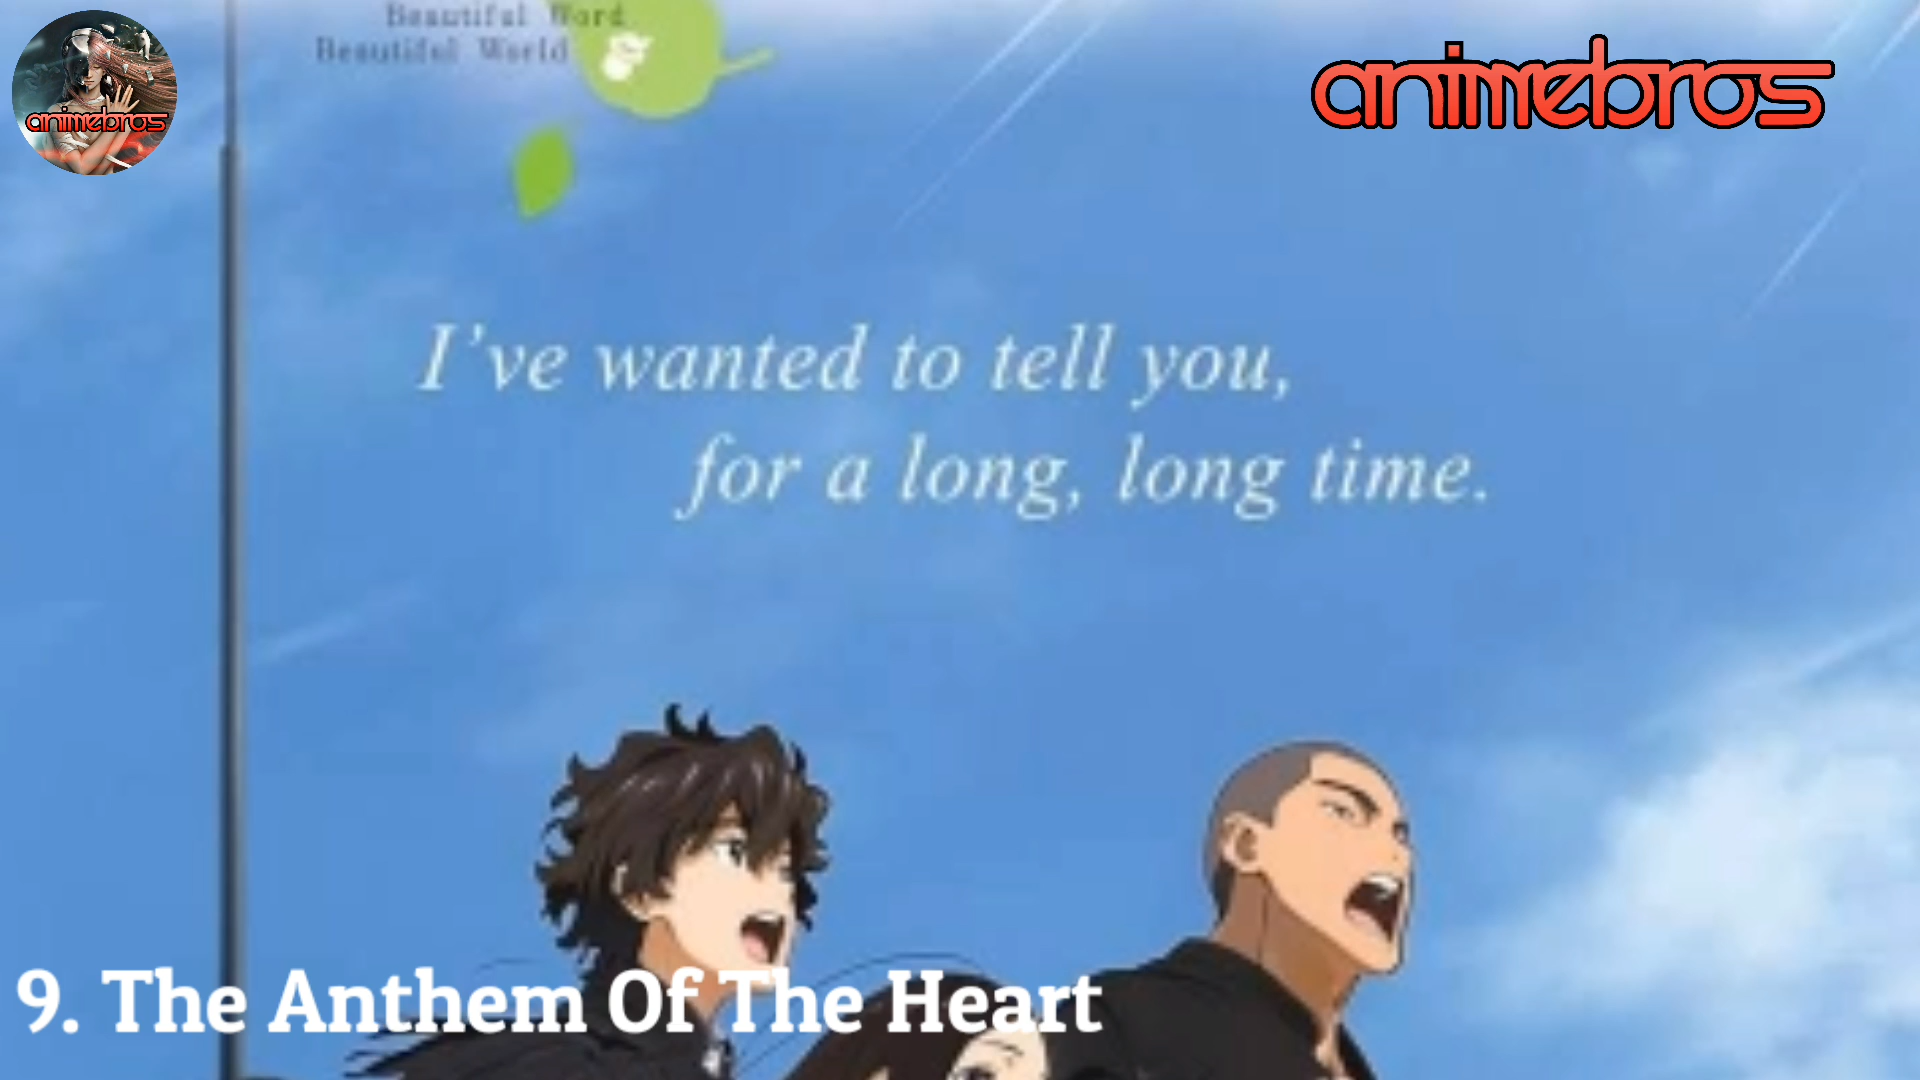 Beautiful Word
Beautiful World
animebros
animebros
I've wanted to tell you,
for a long, long time.
9. The Anthem Of The Heart